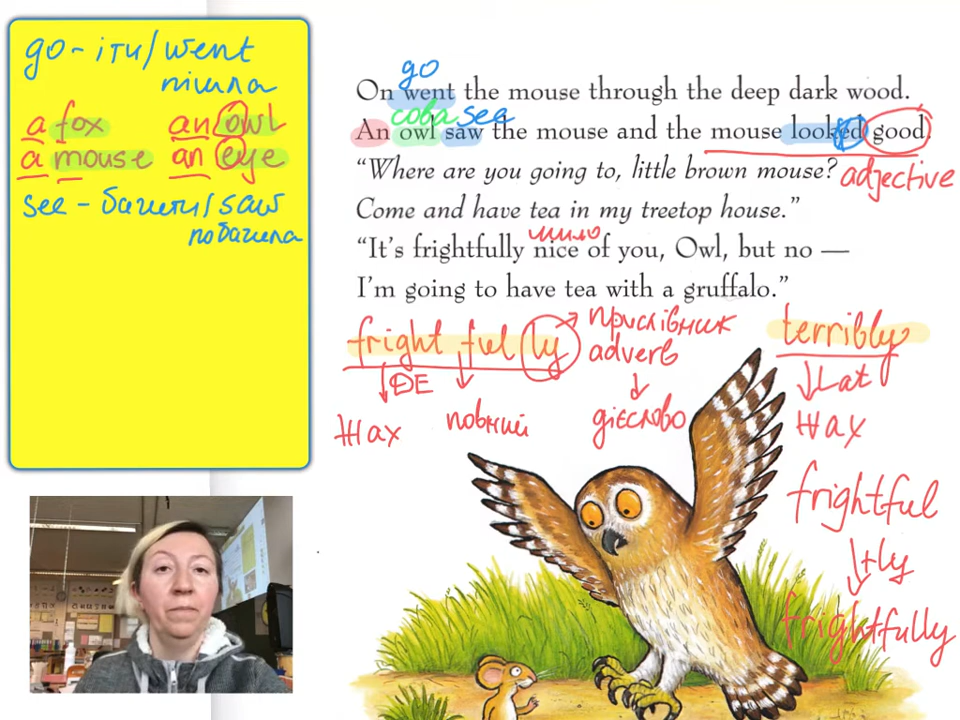 go - іти/went
пішла
a fox an owl
a mouse an eye
see - бачити/saw
побачила
go
On went the mouse through the deep dark wood.
сова see
An owl saw the mouse and the mouse looked good.
“Where are you going to, little brown mouse?
adjective
Come and have tea in my treetop house.”
мило
“It’s frightfully nice of you, Owl, but no —
I’m going to have tea with a gruffalo.”
frightfully
прислівник
adverb
terribly
DE
Lat
жах
повний
дієслово
жах
frightful
+ly
frightfully